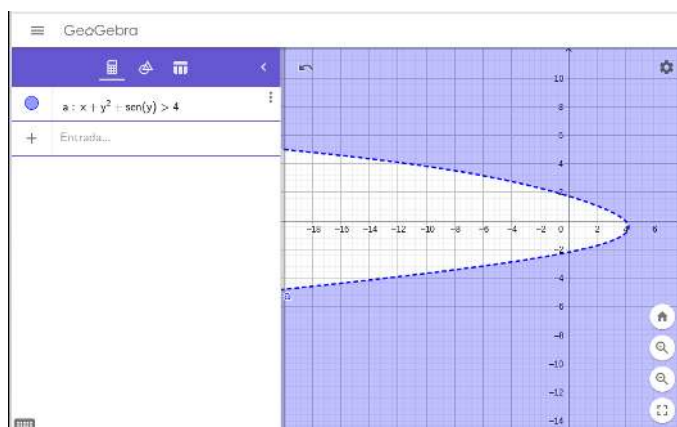 GeoGebra
a : x + y² + sen(y) > 4
Entrada...
10
8
6
4
2
−18 −16 −14 −12 −10 −8 −6 −4 −2 0 2 4 6
−2
−4
−6
−8
−10
−12
−14
a